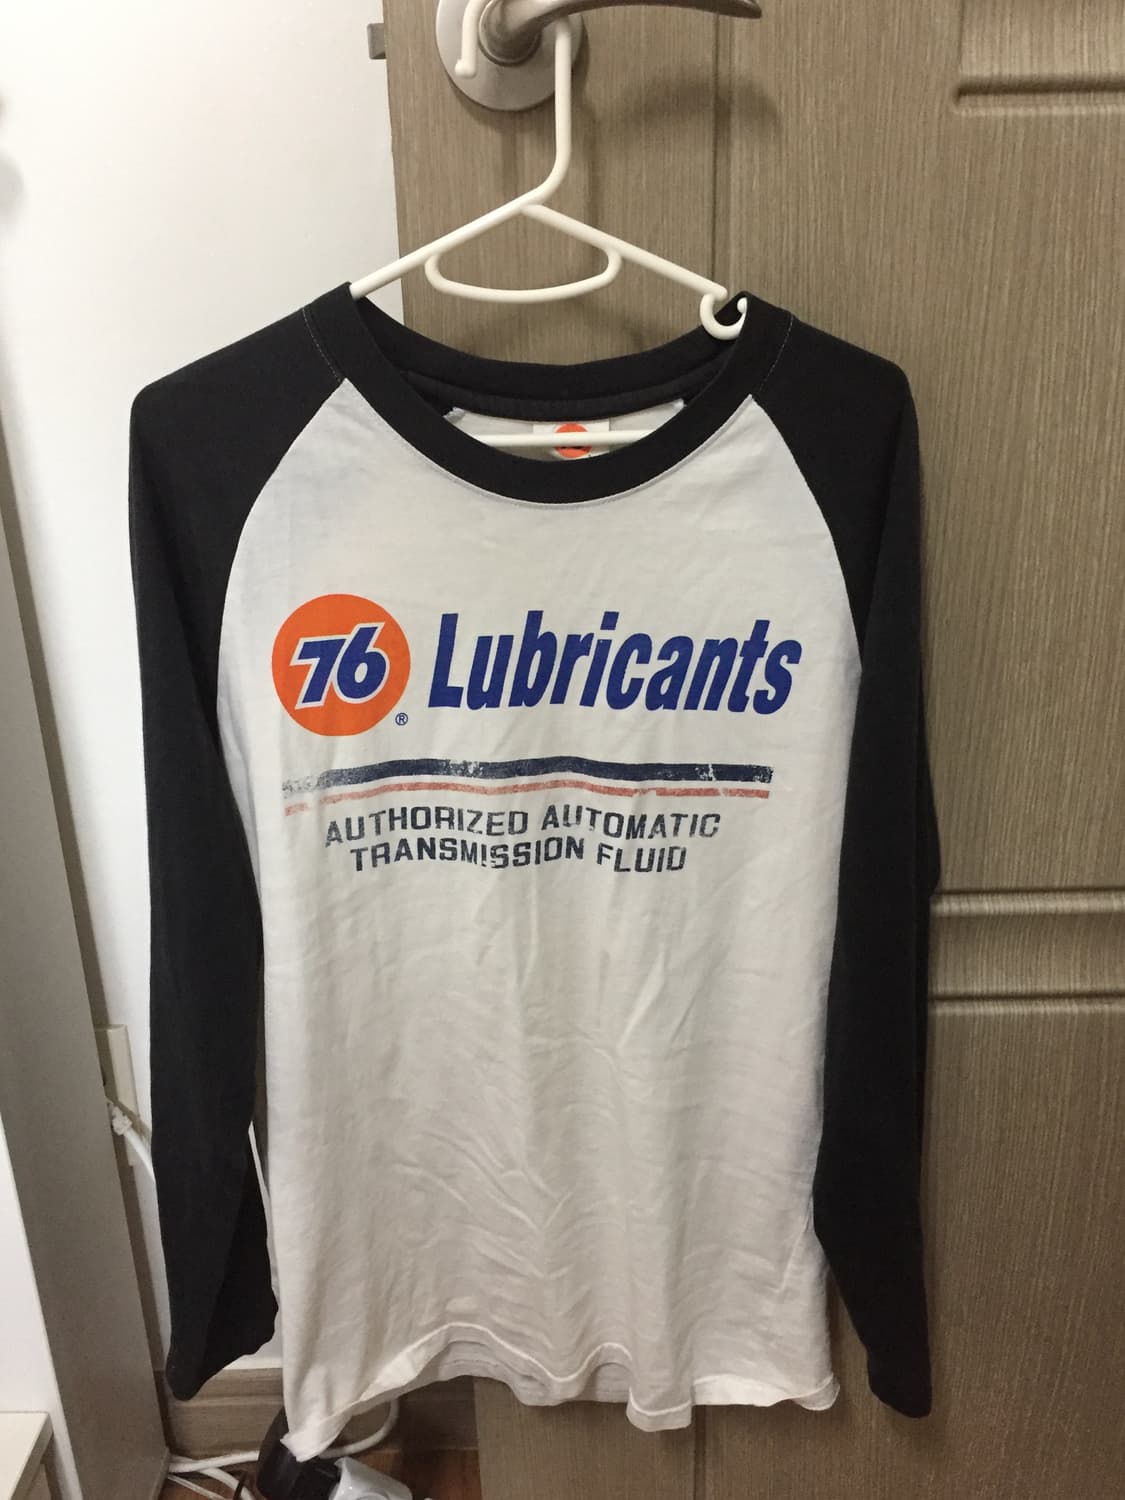 76® Lubricants
AUTHORIZED AUTOMATIC
TRANSMISSION FLUID